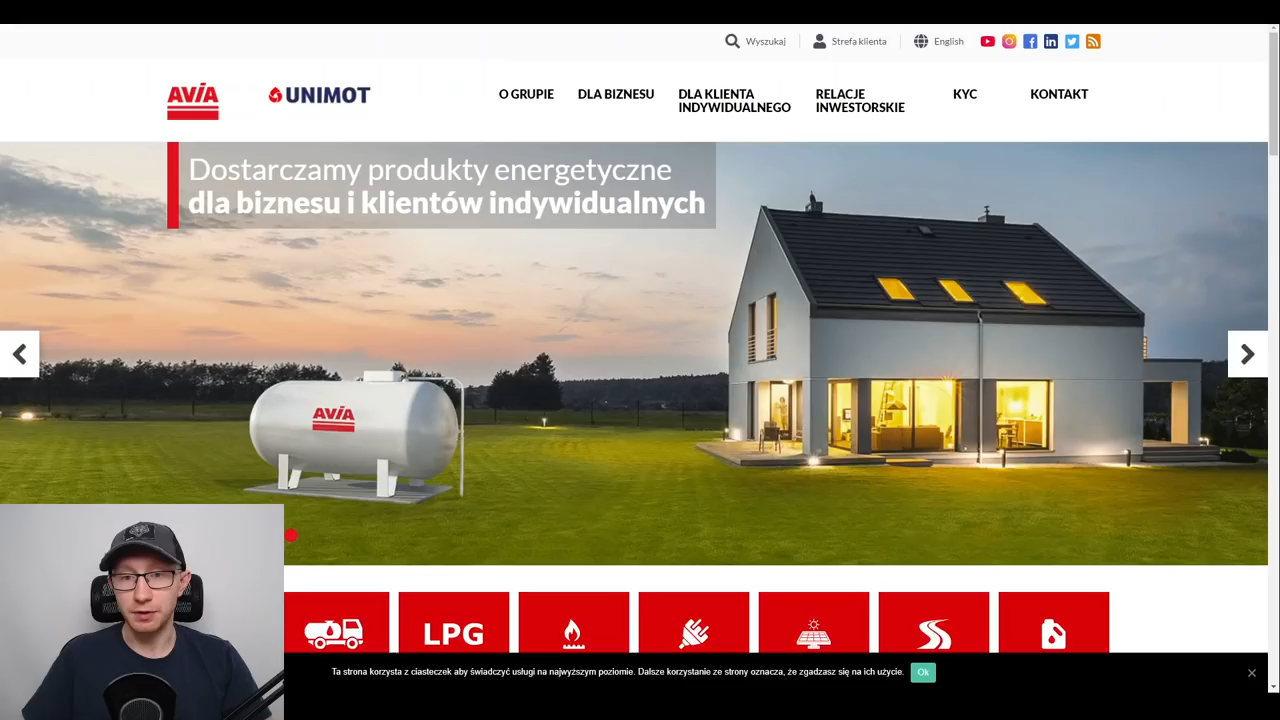 Wyszukaj
Strefa klienta
English
AVIA
UNIMOT
O GRUPIE
DLA BIZNESU
DLA KLIENTA
INDYWIDUALNEGO
RELACJE
INWESTORSKIE
KYC
KONTAKT
Dostarczamy produkty energetyczne
dla biznesu i klientów indywidualnych
AVIA
LPG
Ta strona korzysta z ciasteczek aby świadczyć usługi na najwyższym poziomie. Dalsze korzystanie ze strony oznacza, że zgadzasz się na ich użycie.
Ok